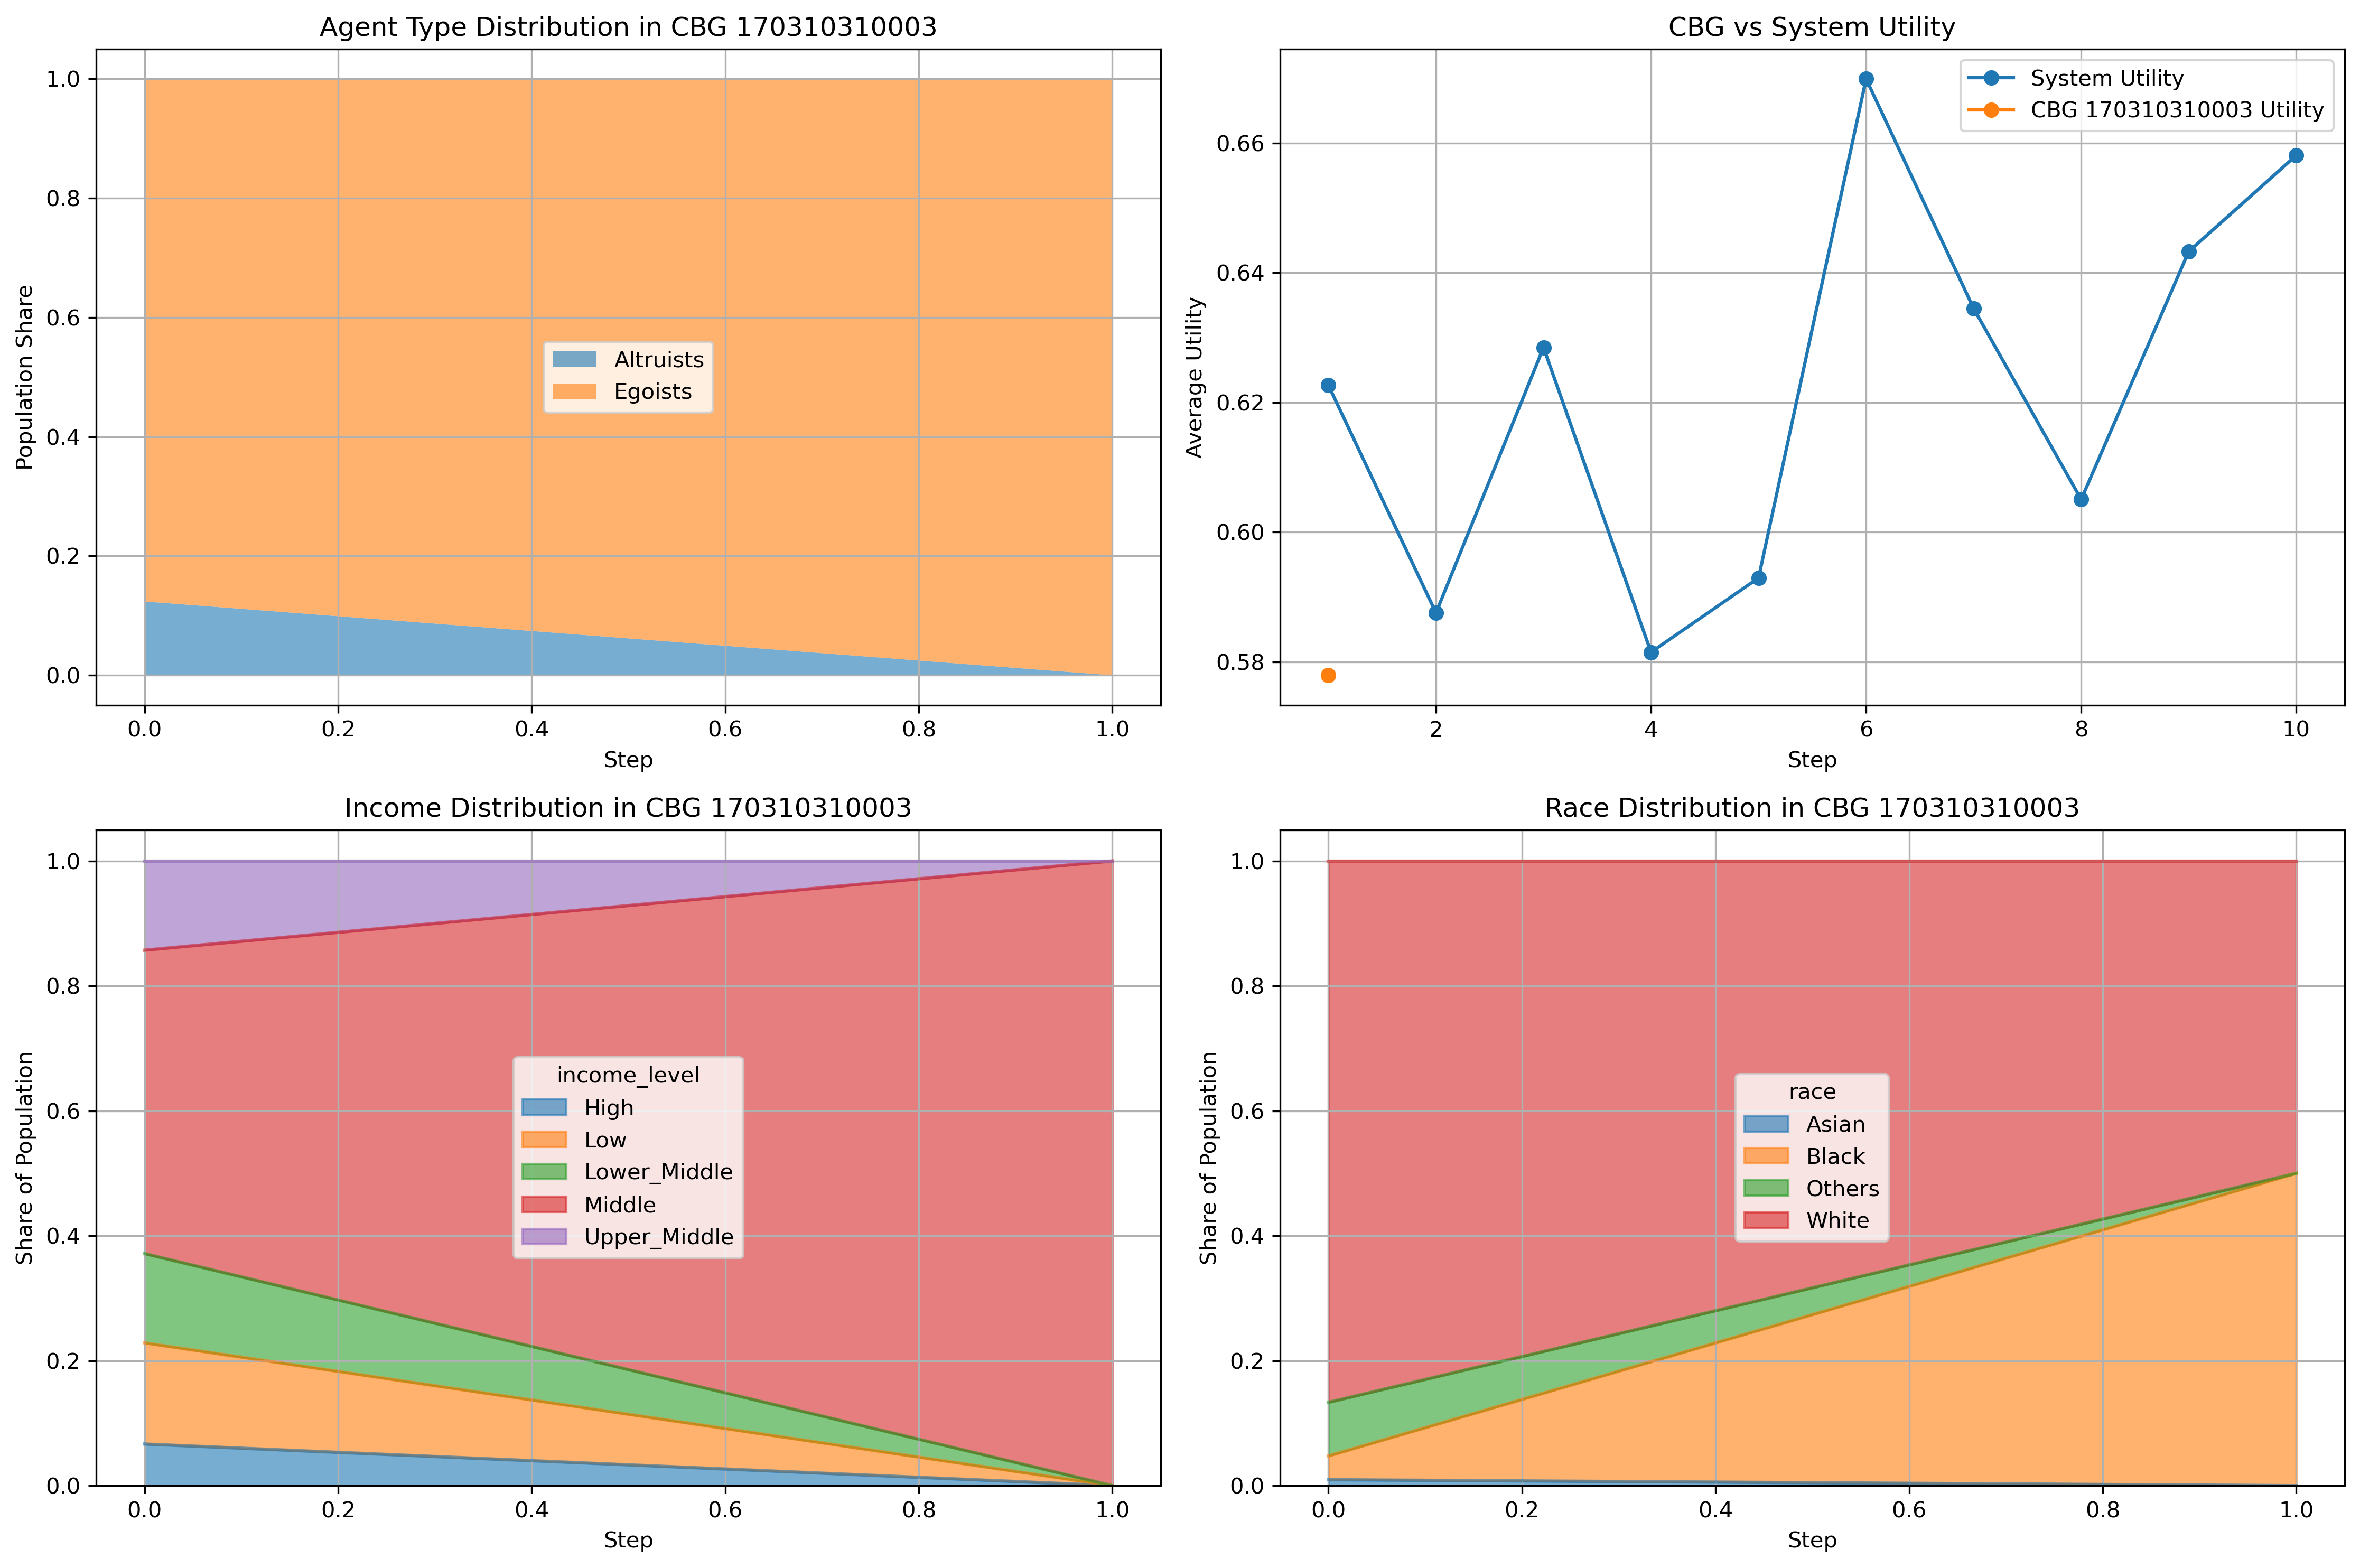 Agent Type Distribution in CBG 170310310003
Population Share
1.0
0.8
0.6
0.4
0.2
0.0
Altruists
Egoists
0.0 0.2 0.4 0.6 0.8 1.0
Step
CBG vs System Utility
Average Utility
0.66
0.64
0.62
0.60
0.58
System Utility
CBG 170310310003 Utility
2 4 6 8 10
Step
Income Distribution in CBG 170310310003
Share of Population
1.0
0.8
0.6
0.4
0.2
0.0
income_level
High
Low
Lower_Middle
Middle
Upper_Middle
0.0 0.2 0.4 0.6 0.8 1.0
Step
Race Distribution in CBG 170310310003
Share of Population
1.0
0.8
0.6
0.4
0.2
0.0
race
Asian
Black
Others
White
0.0 0.2 0.4 0.6 0.8 1.0
Step